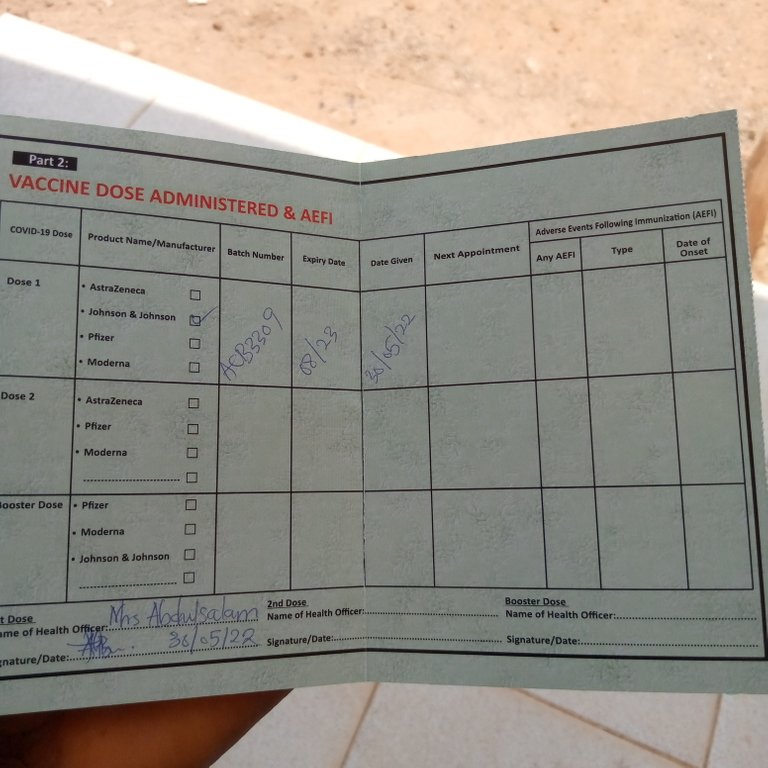 Part 2:
VACCINE DOSE ADMINISTERED & AEFI
COVID-19 Dose Product Name/Manufacturer Batch Number Expiry Date Date Given Next Appointment Adverse Events Following Immunization (AEFI)
Any AEFI Type Date of Onset
Dose 1
• AstraZeneca
• Johnson & Johnson
• Pfizer
• Moderna
ACB3309 08/23 30/05/22
Dose 2
• AstraZeneca
• Pfizer
• Moderna
Booster Dose
• Pfizer
• Moderna
• Johnson & Johnson
t Dose
ame of Health Officer: Mrs Abdulsalam
gnature/Date: 30/05/22
2nd Dose
Name of Health Officer:
Signature/Date:
Booster Dose
Name of Health Officer:
Signature/Date: